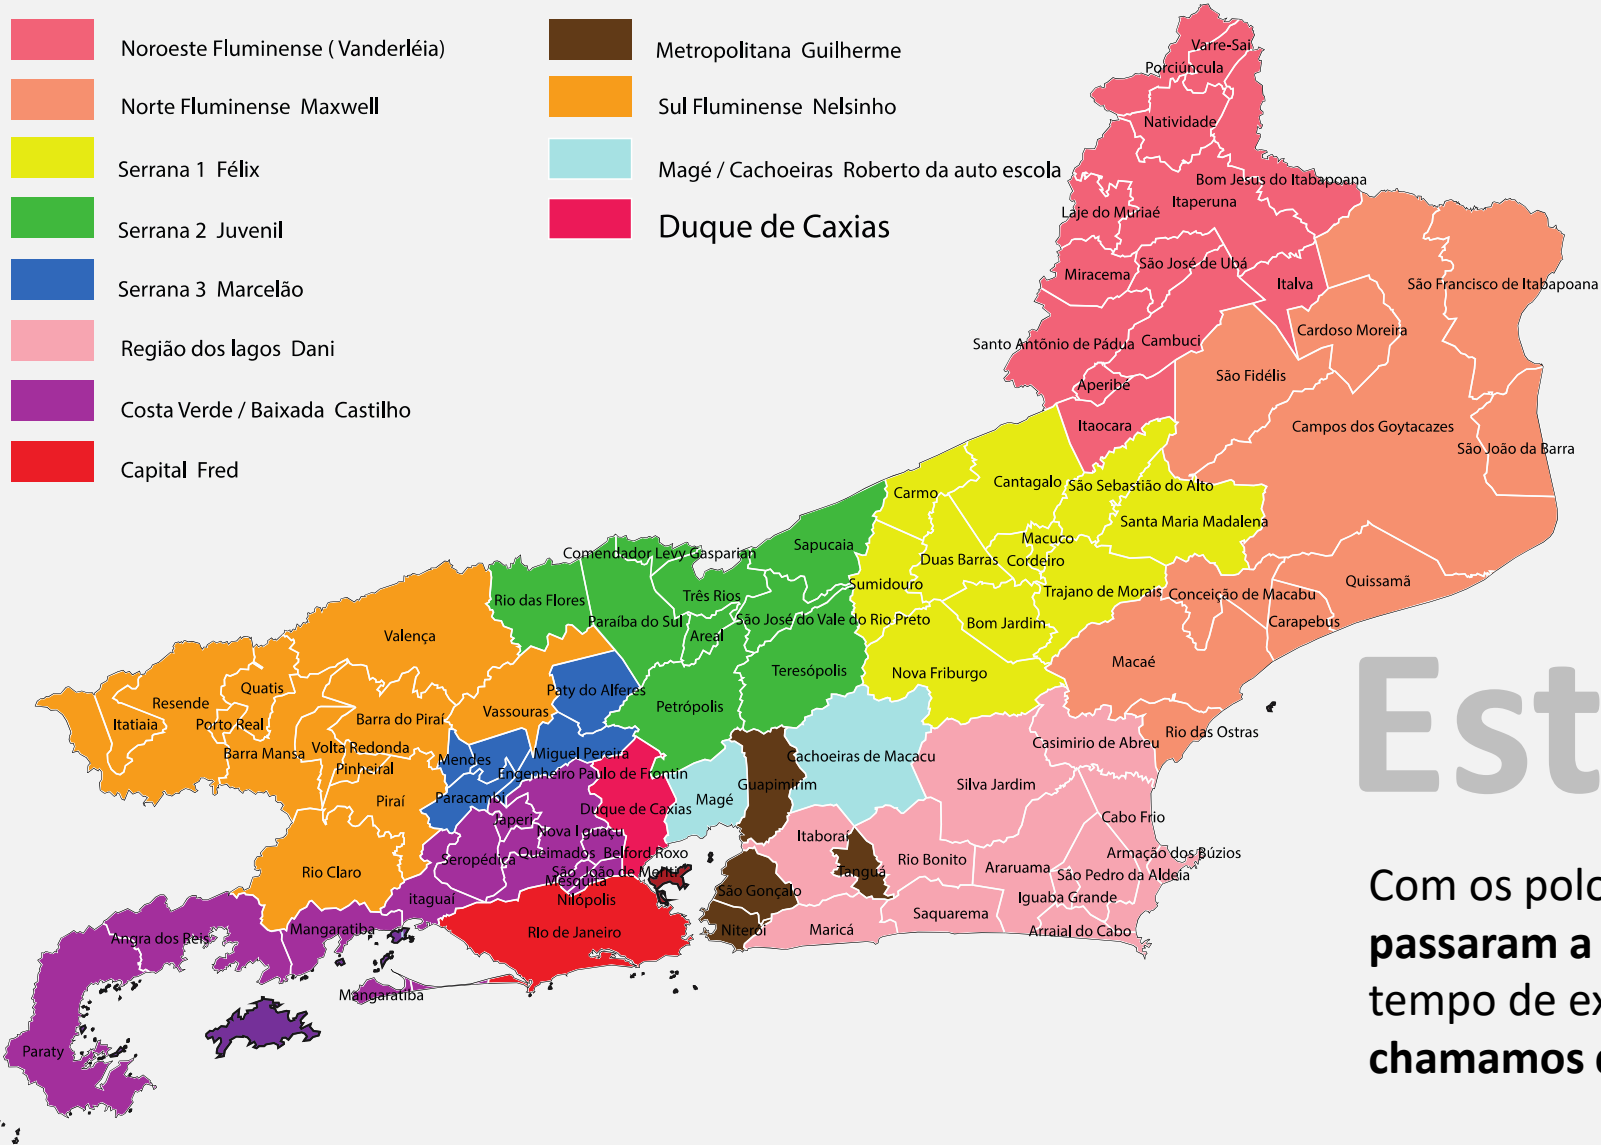 Noroeste Fluminense ( Vanderléia)
Norte Fluminense Maxwell
Serrana 1 Félix
Serrana 2 Juvenil
Serrana 3 Marcelão
Região dos lagos Dani
Costa Verde / Baixada Castilho
Capital Fred
Metropolitana Guilherme
Sul Fluminense Nelsinho
Magé / Cachoeiras Roberto da auto escola
Duque de Caxias
Varre-Sai
Porciúncula
Natividade
Bom Jesus do Itabapoana
Itaperuna
Laje do Muriaé
São José de Ubá
Miracema
Italva
São Francisco de Itabapoana
Cardoso Moreira
Santo Antônio de Pádua
Cambuci
São Fidélis
Aperibé
Itaocara
Campos dos Goytacazes
São João da Barra
Carmo
Cantagalo
São Sebastião do Alto
Santa Maria Madalena
Macuco
Comendador Levy Gasparian
Sapucaia
Duas Barras
Cordeiro
Sumidouro
Trajano de Morais
Conceição de Macabu
Quissamã
Carapebus
Rio das Flores
Três Rios
Paraíba do Sul
Areal
São José do Vale do Rio Preto
Bom Jardim
Valença
Teresópolis
Nova Friburgo
Macaé
Resende
Quatis
Paty do Alferes
Petrópolis
Itatiaia
Porto Real
Barra do Piraí
Vassouras
Rio das Ostras
Barra Mansa
Volta Redonda
Pinheiral
Mendes
Miguel Pereira
Engenheiro Paulo de Frontin
Cachoeiras de Macacu
Casimirio de Abreu
Guapimirim
Silva Jardim
Piraí
Paracambi
Magé
Duque de Caxias
Japeri
Nova Iguaçu
Itaboraí
Cabo Frio
Queimados
Belford Roxo
Seropédica
São João de Meriti
Mesquita
Nilópolis
Rio Claro
Tanguá
Rio Bonito
Araruama
Armação dos Búzios
São Pedro da Aldeia
São Gonçalo
Iguaba Grande
itaguai
Saquarema
Angra dos Reis
Mangaratiba
RIo de Janeiro
Niterói
Maricá
Arraial do Cabo
Mangaratiba
Paraty
Est
Com os polo
passaram a
tempo de ex
chamamos